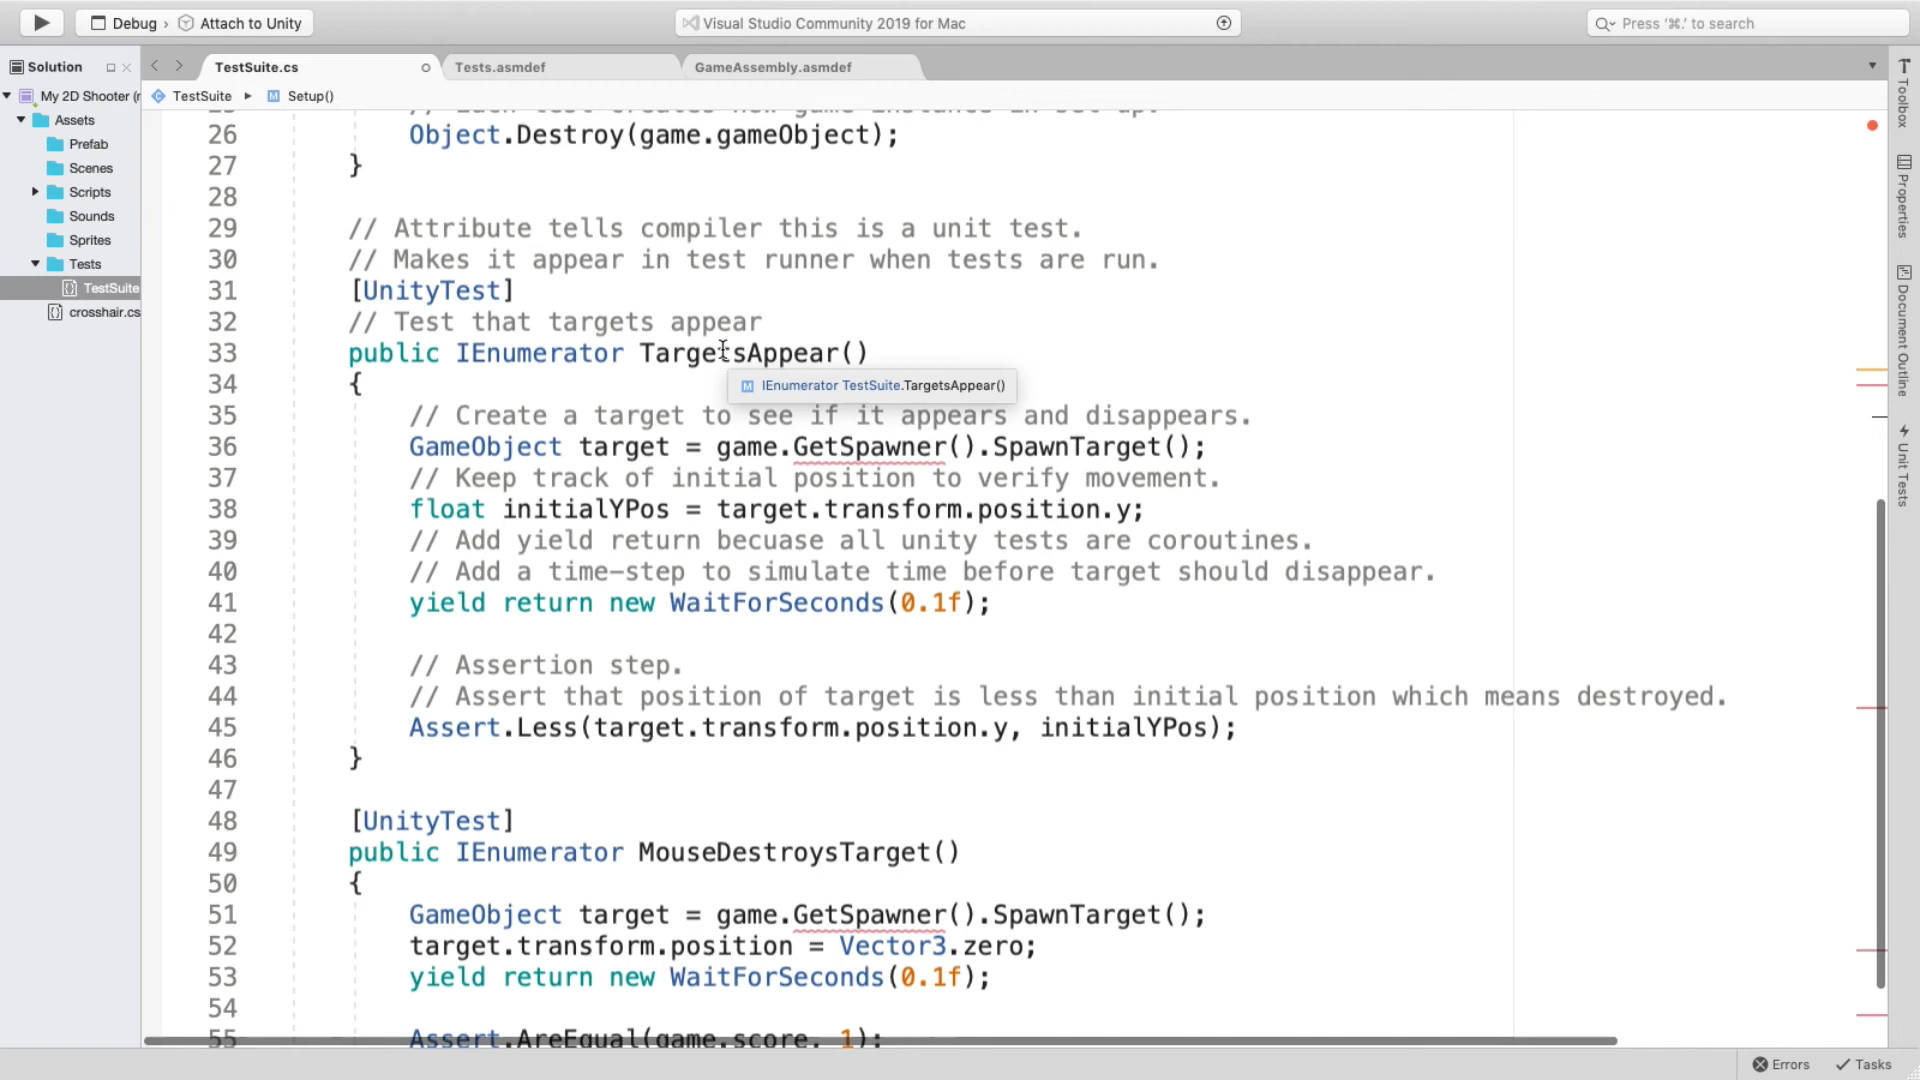 Debug › Attach to Unity
Visual Studio Community 2019 for Mac
Press '⌘.' to search
Solution
TestSuite.cs
Tests.asmdef
GameAssembly.asmdef
My 2D Shooter (
TestSuite ▸ Setup()
Assets
Prefab
Scenes
Scripts
Sounds
Sprites
Tests
TestSuite
crosshair.cs
26 Object.Destroy(game.gameObject);
27 }
28
29 // Attribute tells compiler this is a unit test.
30 // Makes it appear in test runner when tests are run.
31 [UnityTest]
32 // Test that targets appear
33 public IEnumerator TargetsAppear()
IEnumerator TestSuite.TargetsAppear()
34 {
35 // Create a target to see if it appears and disappears.
36 GameObject target = game.GetSpawner().SpawnTarget();
37 // Keep track of initial position to verify movement.
38 float initialYPos = target.transform.position.y;
39 // Add yield return becuase all unity tests are coroutines.
40 // Add a time-step to simulate time before target should disappear.
41 yield return new WaitForSeconds(0.1f);
42
43 // Assertion step.
44 // Assert that position of target is less than initial position which means destroyed.
45 Assert.Less(target.transform.position.y, initialYPos);
46 }
47
48 [UnityTest]
49 public IEnumerator MouseDestroysTarget()
50 {
51 GameObject target = game.GetSpawner().SpawnTarget();
52 target.transform.position = Vector3.zero;
53 yield return new WaitForSeconds(0.1f);
54
55 Assert.AreEqual(game.score, 1);
Toolbox
Properties
Document Outline
Unit Tests
Errors
Tasks